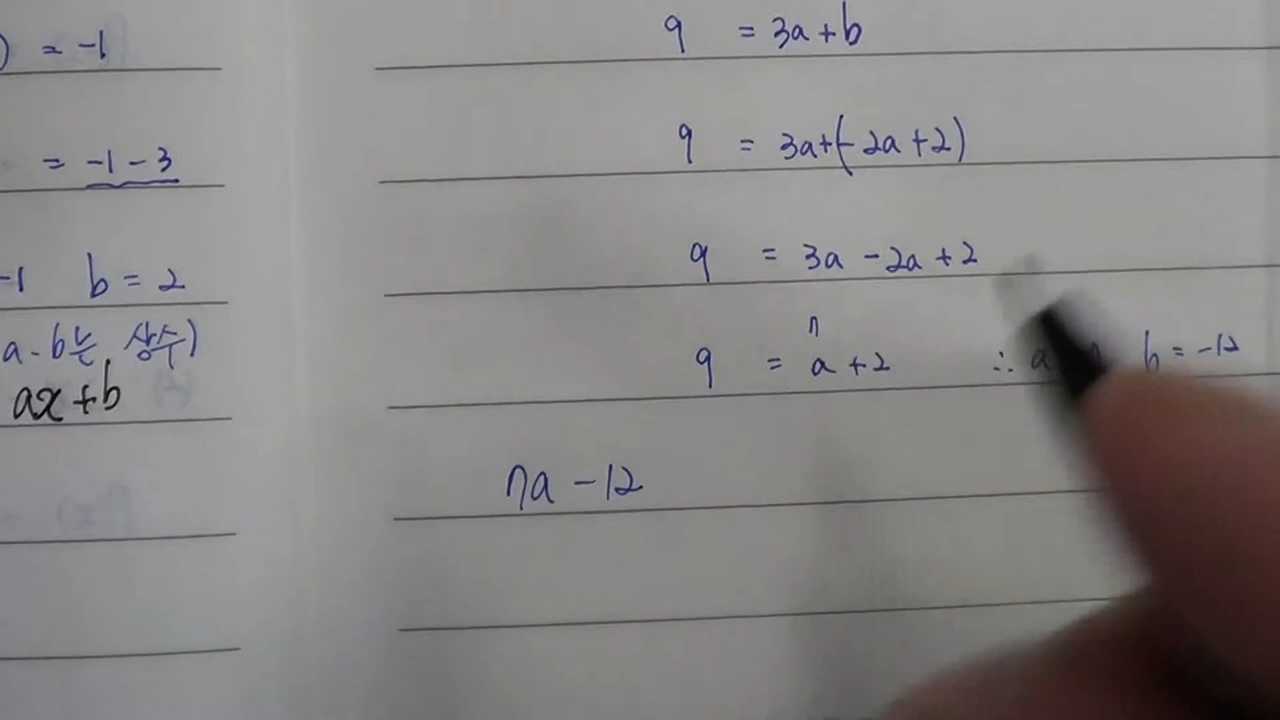 ) = -1
= -1 - 3
-1 b = 2
a - b는 상수)
ax + b
9 = 3a + b
9 = 3a + (-2a + 2)
9 = 3a - 2a + 2
7
9 = a + 2 ∴ a b = -12
7a - 12